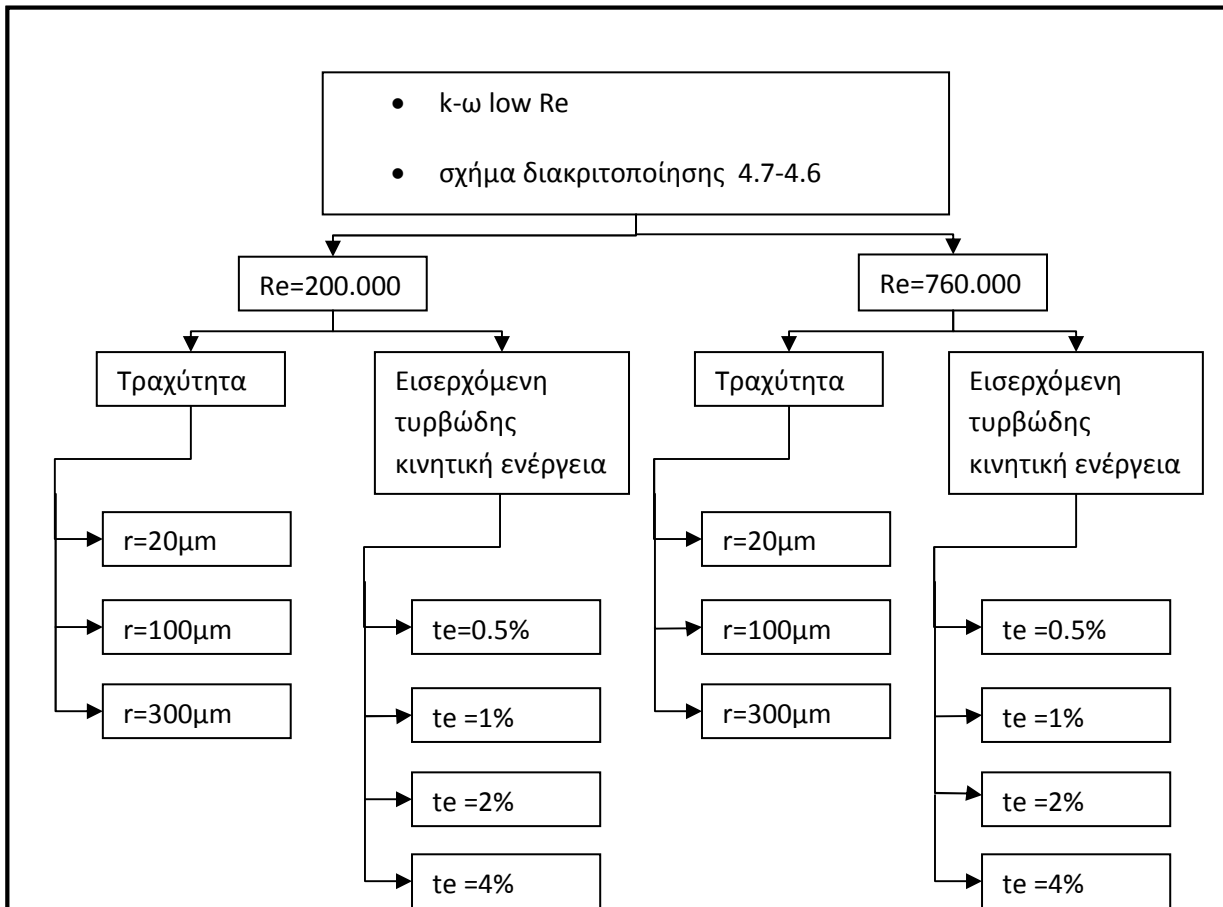 • k-ω low Re
• σχήμα διακριτοποίησης 4.7-4.6
Re=200.000
Re=760.000
Τραχύτητα
Εισερχόμενη
τυρβώδης
κινητική ενέργεια
Τραχύτητα
Εισερχόμενη
τυρβώδης
κινητική ενέργεια
r=20μm
r=100μm
r=300μm
te=0.5%
te =1%
te =2%
te =4%
r=20μm
r=100μm
r=300μm
te =0.5%
te =1%
te =2%
te =4%